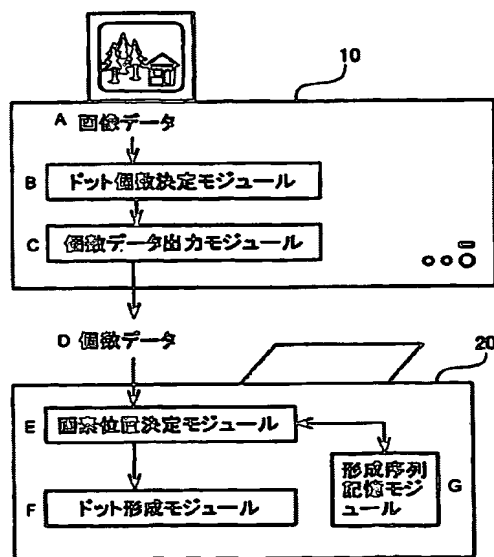 10
A 画像データ
B ドット個数決定モジュール
C 個数データ出力モジュール
D 個数データ
20
E 画素位置決定モジュール
F ドット形成モジュール
形成序列
記憶モジ
ュール
G